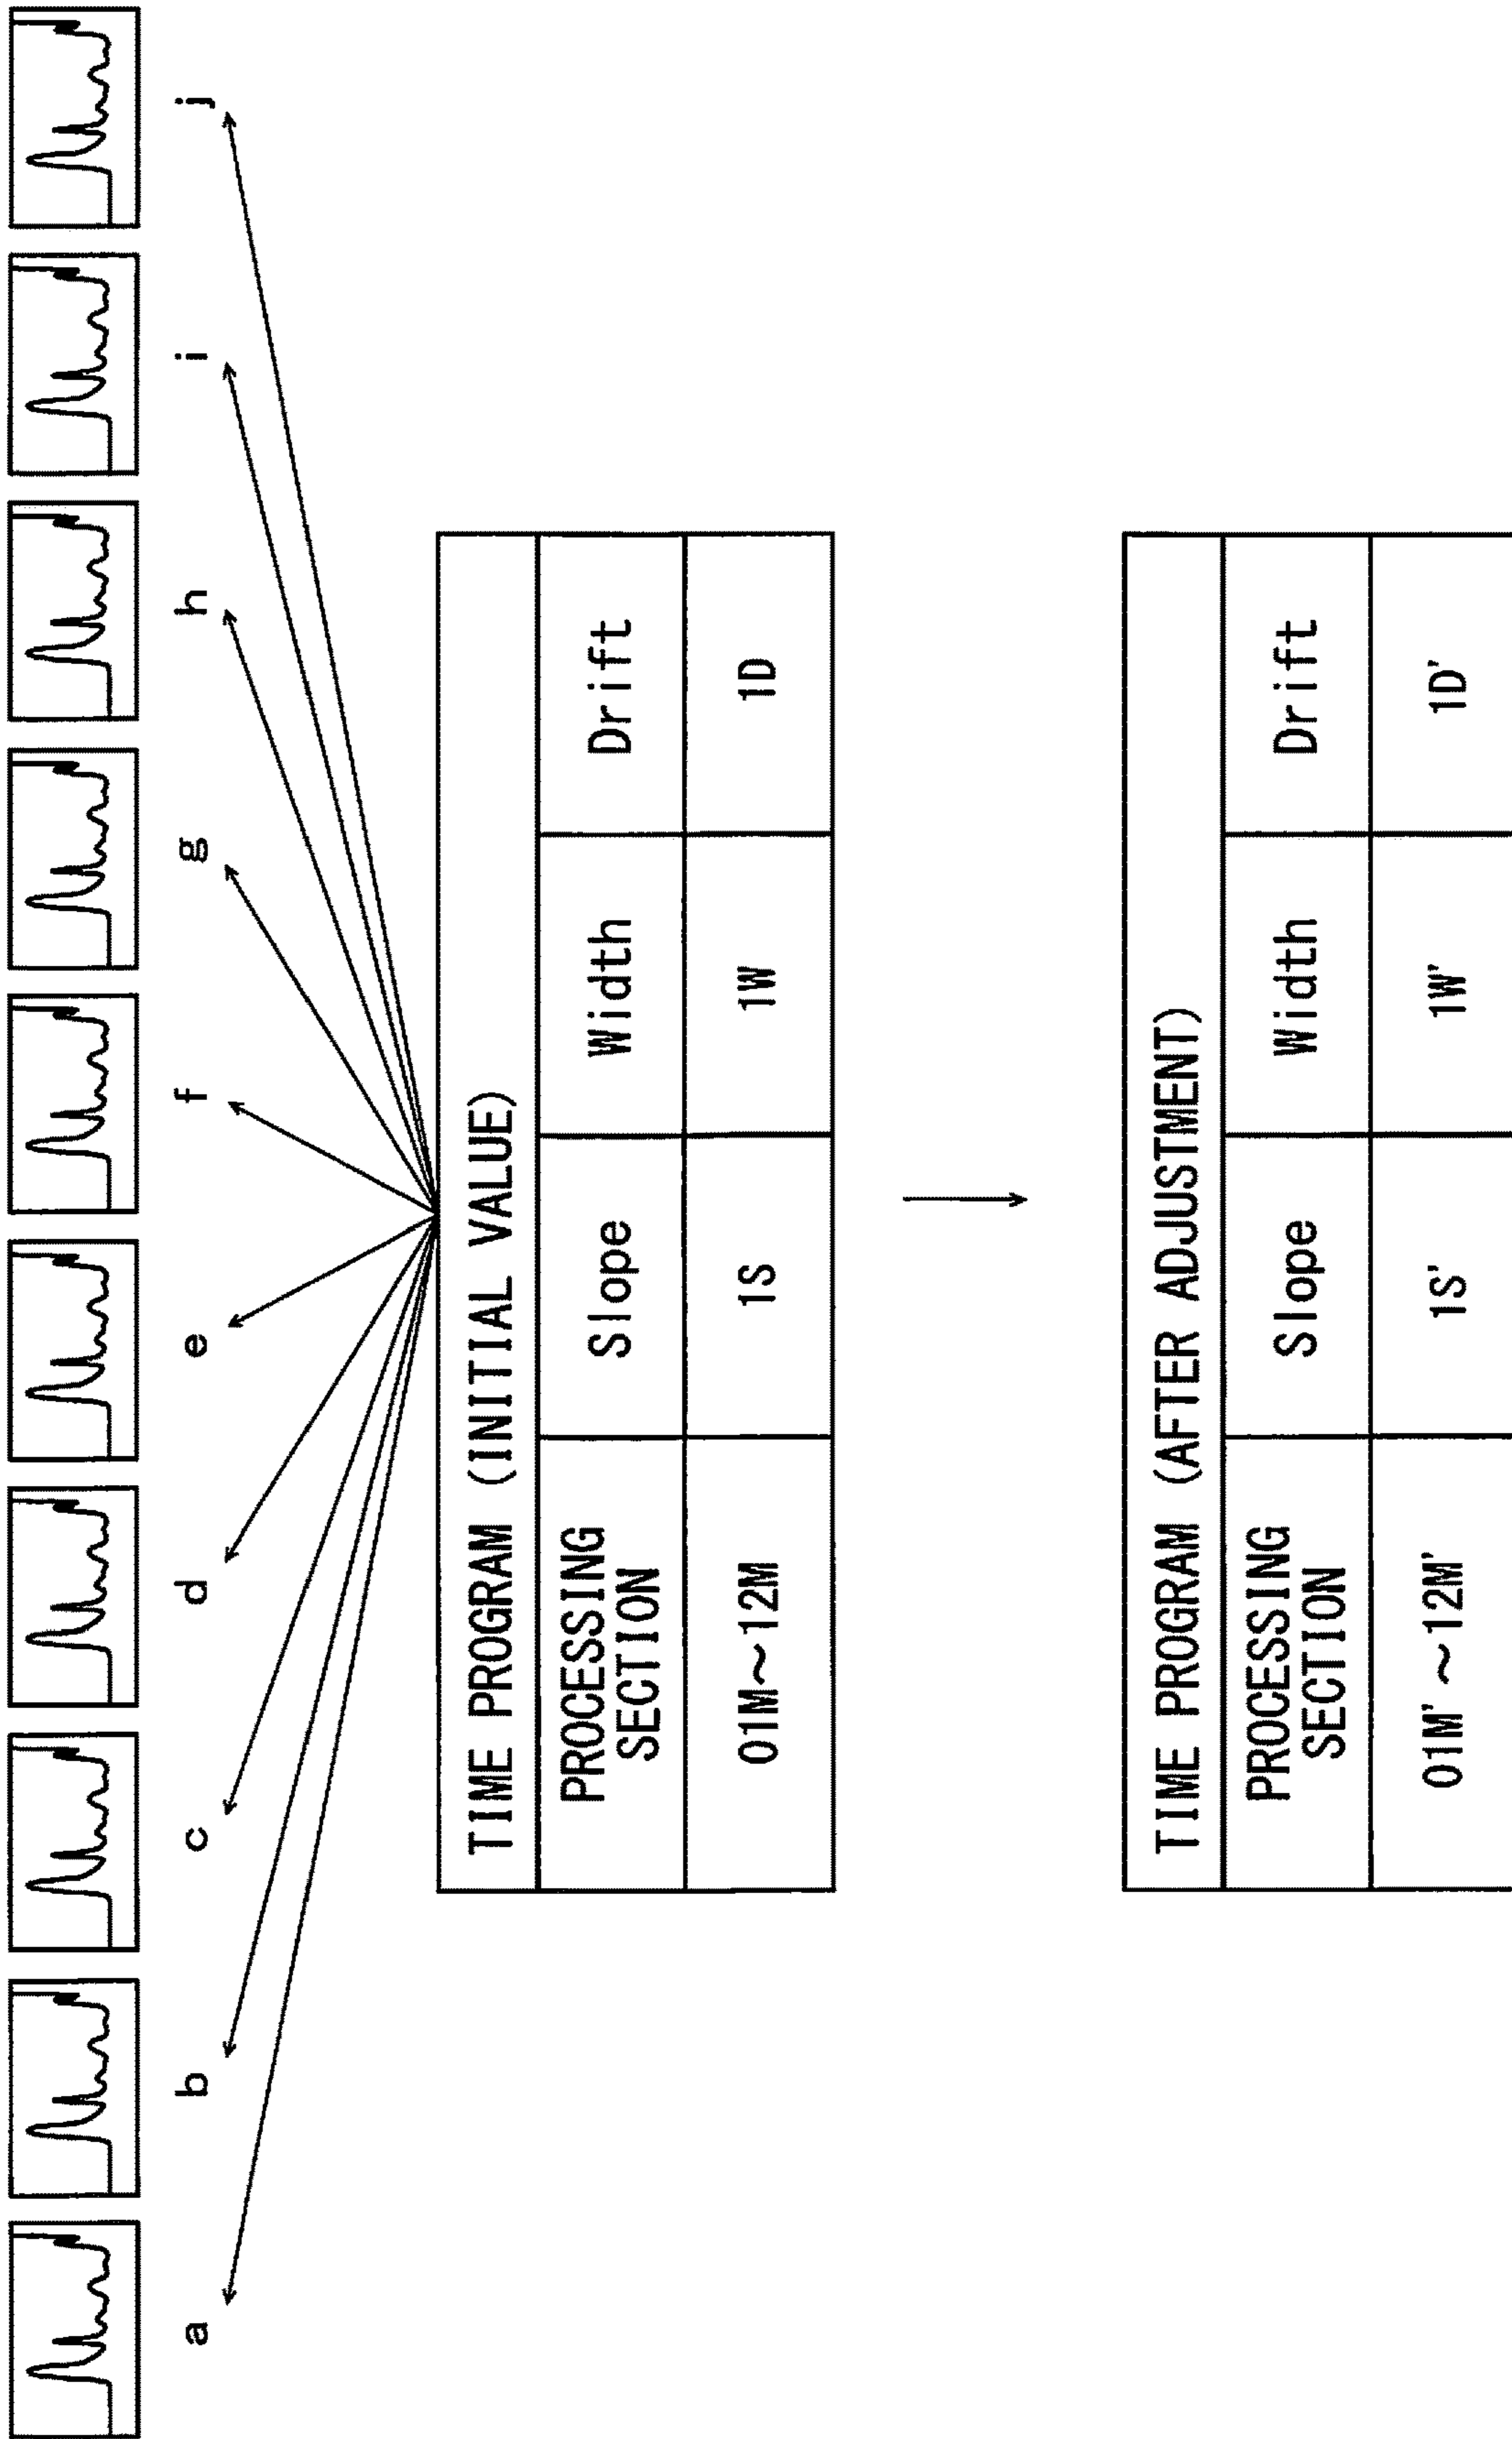 a b c d e f g h i j
TIME PROGRAM (INITIAL VALUE)
PROCESSING SECTION Slope Width Drift
01M～12M 1S 1W 1D
TIME PROGRAM (AFTER ADJUSTMENT)
PROCESSING SECTION Slope Width Drift
01M'～12M' 1S' 1W' 1D'